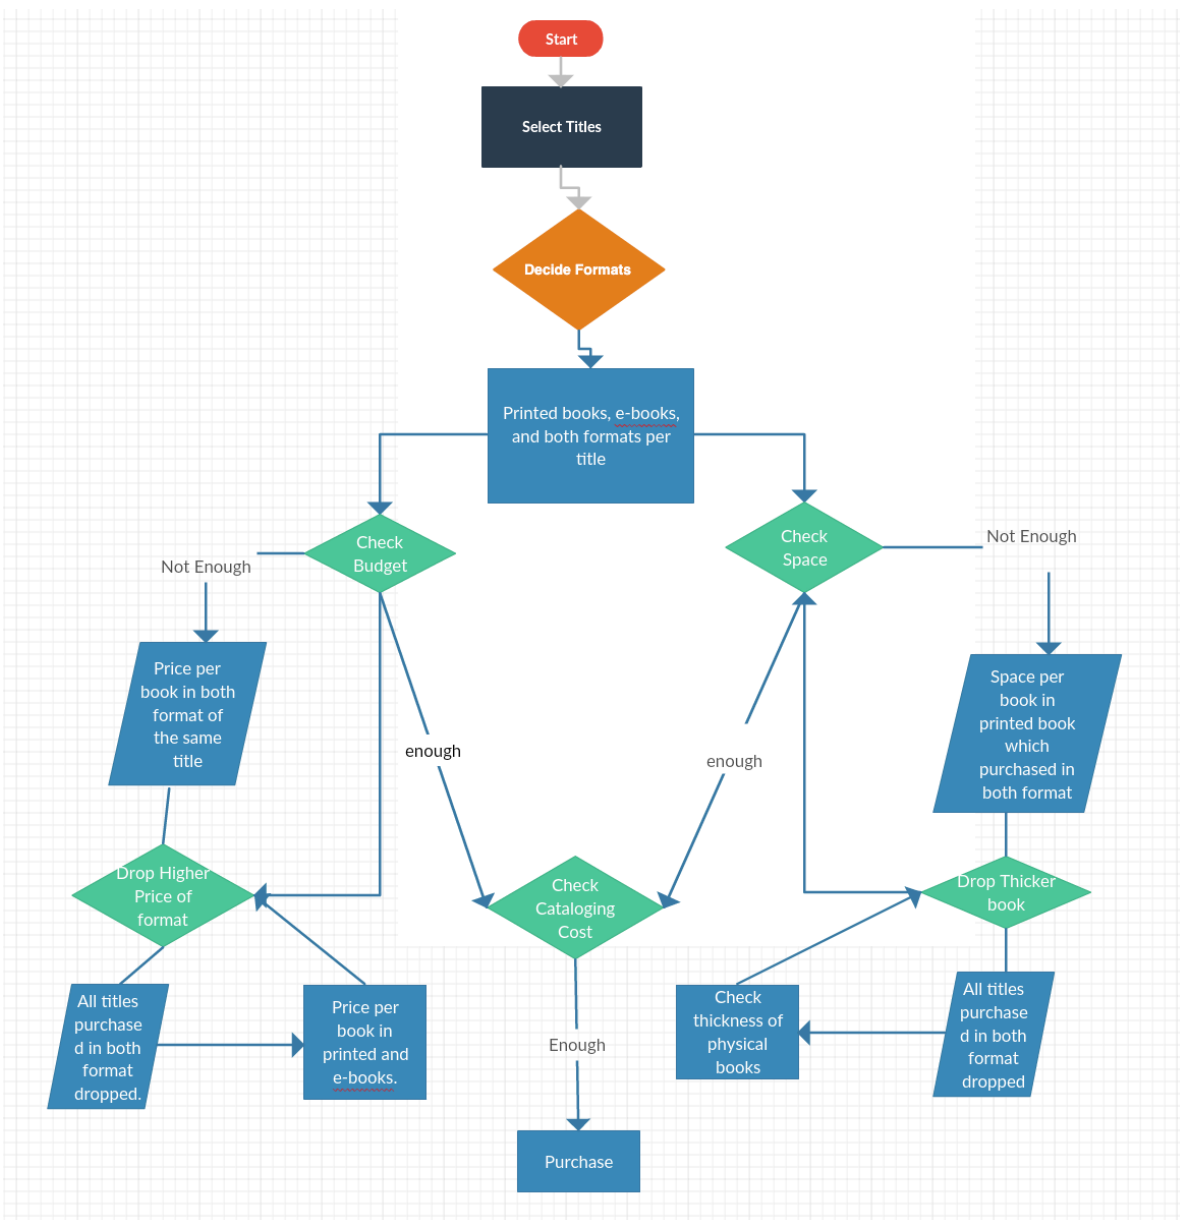 Start
Select Titles
Decide Formats
Printed books, e-books,
and both formats per
title
Check
Budget
Check
Space
Not Enough
Not Enough
Price per
book in both
format of
the same
title
Space per
book in
printed book
which
purchased in
both format
enough
enough
Drop Higher
Price of
format
Check
Cataloging
Cost
Drop Thicker
book
All titles
purchase
d in both
format
dropped.
Price per
book in
printed and
e-books.
Check
thickness of
physical
books
All titles
purchase
d in both
format
dropped
Enough
Purchase